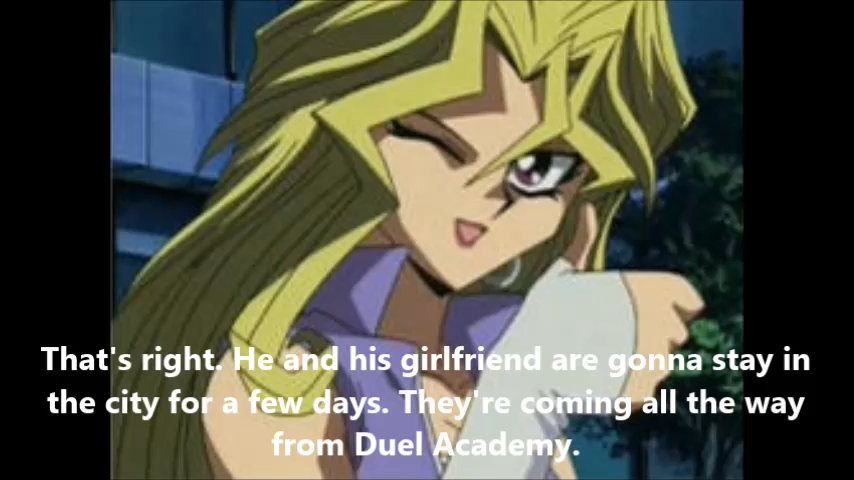 That's right. He and his girlfriend are gonna stay in
the city for a few days. They're coming all the way
from Duel Academy.